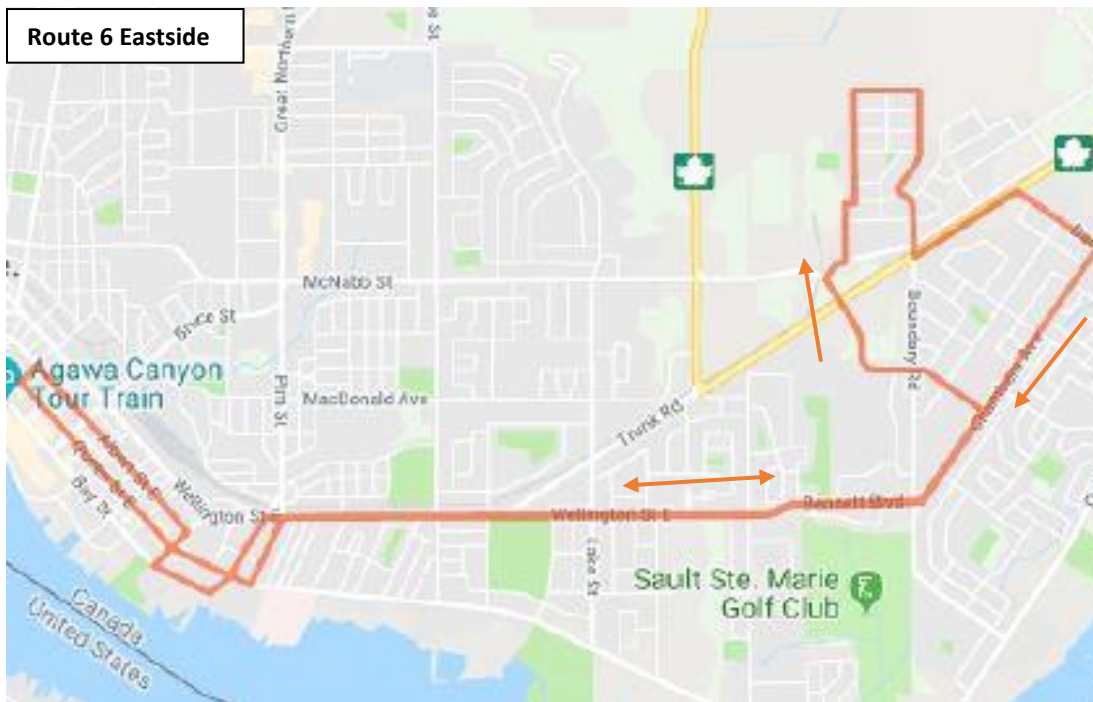 Route 6 Eastside
Great Northern
McNabb St
Bruce St
Agawa Canyon
Tour Train
Pim St
MacDonald Ave
Trunk Rd
Boundary Rd
Chambers Ave
Albert St E
Queen St E
Bay St
Wellington St E
Wellington St E
Bennett Blvd
Lake St
Sault Ste. Marie
Golf Club
Canada
United States